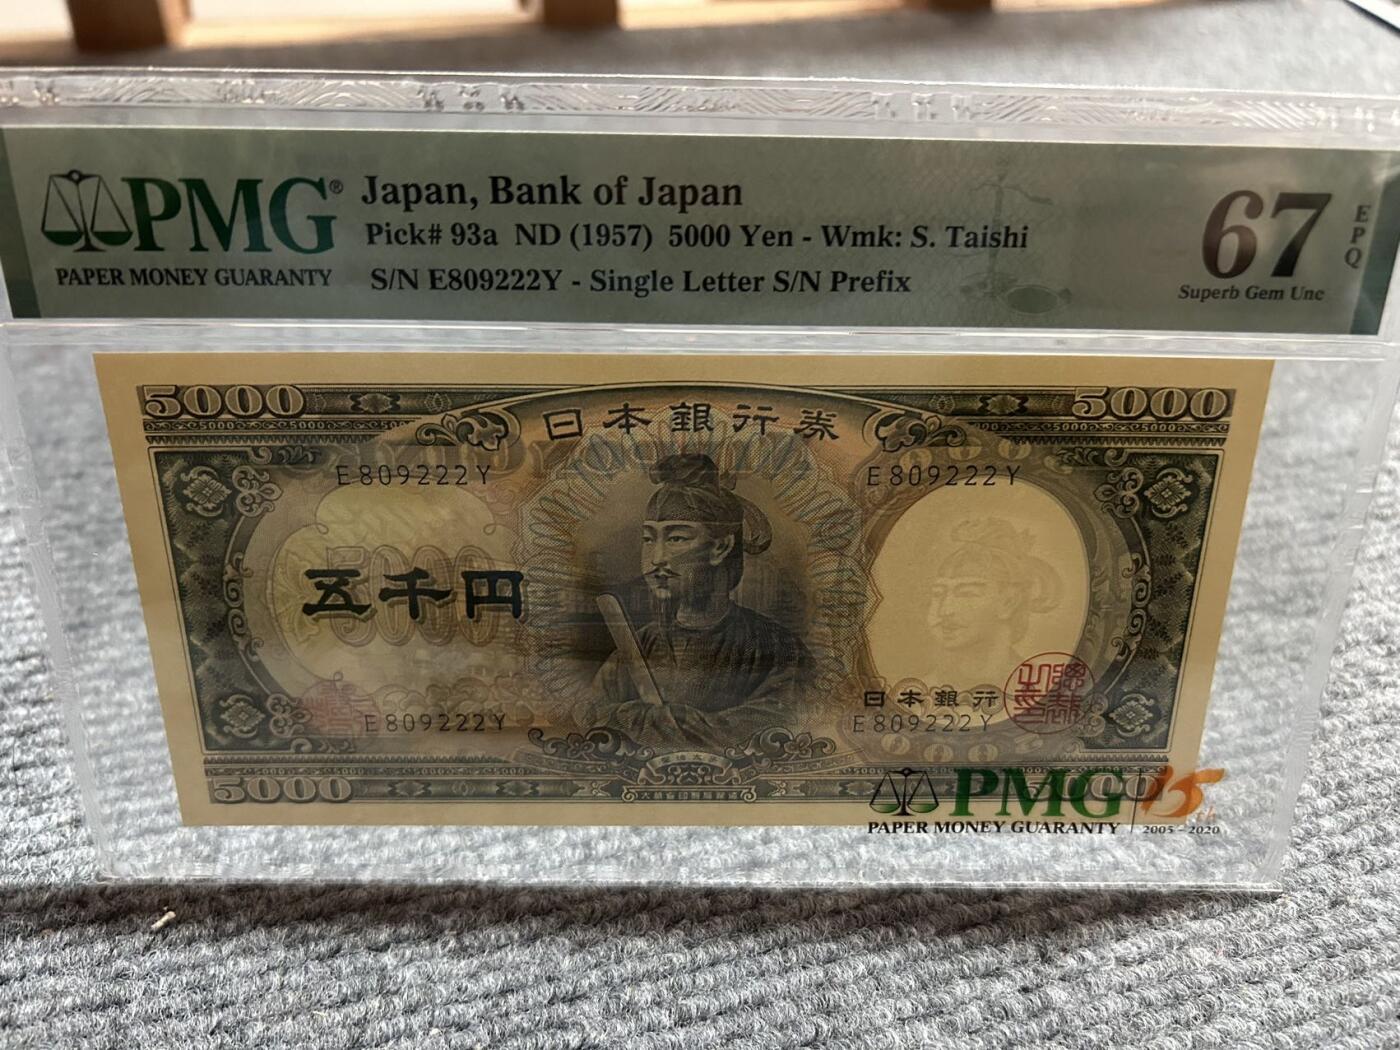 PMG®
PAPER MONEY GUARANTY
Japan, Bank of Japan
Pick# 93a ND (1957) 5000 Yen - Wmk: S. Taishi
S/N E809222Y - Single Letter S/N Prefix
67
EPQ
Superb Gem Unc
5000
日本銀行券
5000
E809222Y
E809222Y
5000
五千円
日本銀行
E809222Y
E809222Y
5000
PMG
PAPER MONEY GUARANTY
15th
2005 - 2020